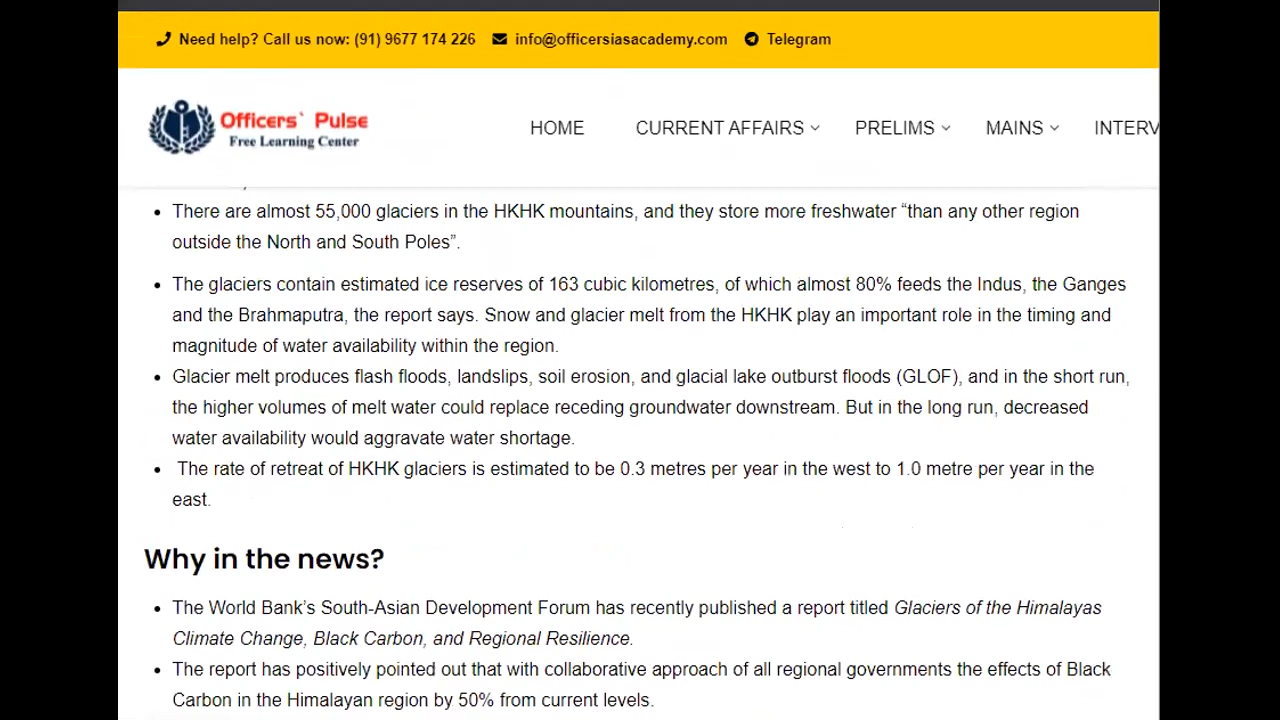 Need help? Call us now: (91) 9677 174 226 info@officersiasacademy.com Telegram
Officers` Pulse
Free Learning Center
HOME CURRENT AFFAIRS PRELIMS MAINS INTERV
• There are almost 55,000 glaciers in the HKHK mountains, and they store more freshwater “than any other region
outside the North and South Poles”.
• The glaciers contain estimated ice reserves of 163 cubic kilometres, of which almost 80% feeds the Indus, the Ganges
and the Brahmaputra, the report says. Snow and glacier melt from the HKHK play an important role in the timing and
magnitude of water availability within the region.
• Glacier melt produces flash floods, landslips, soil erosion, and glacial lake outburst floods (GLOF), and in the short run,
the higher volumes of melt water could replace receding groundwater downstream. But in the long run, decreased
water availability would aggravate water shortage.
• The rate of retreat of HKHK glaciers is estimated to be 0.3 metres per year in the west to 1.0 metre per year in the
east.
Why in the news?
• The World Bank’s South-Asian Development Forum has recently published a report titled Glaciers of the Himalayas
Climate Change, Black Carbon, and Regional Resilience.
• The report has positively pointed out that with collaborative approach of all regional governments the effects of Black
Carbon in the Himalayan region by 50% from current levels.